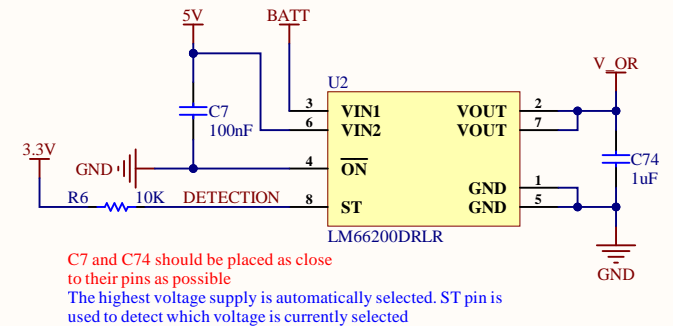 5V
BATT
V_OR
U2
3
VIN1
VOUT
2
C7
6
VIN2
VOUT
7
100nF
3.3V
C74
GND
4
ON
1uF
GND
1
R6
10K
DETECTION
8
ST
GND
5
LM66200DRLR
GND
C7 and C74 should be placed as close
to their pins as possible
The highest voltage supply is automatically selected. ST pin is
used to detect which voltage is currently selected